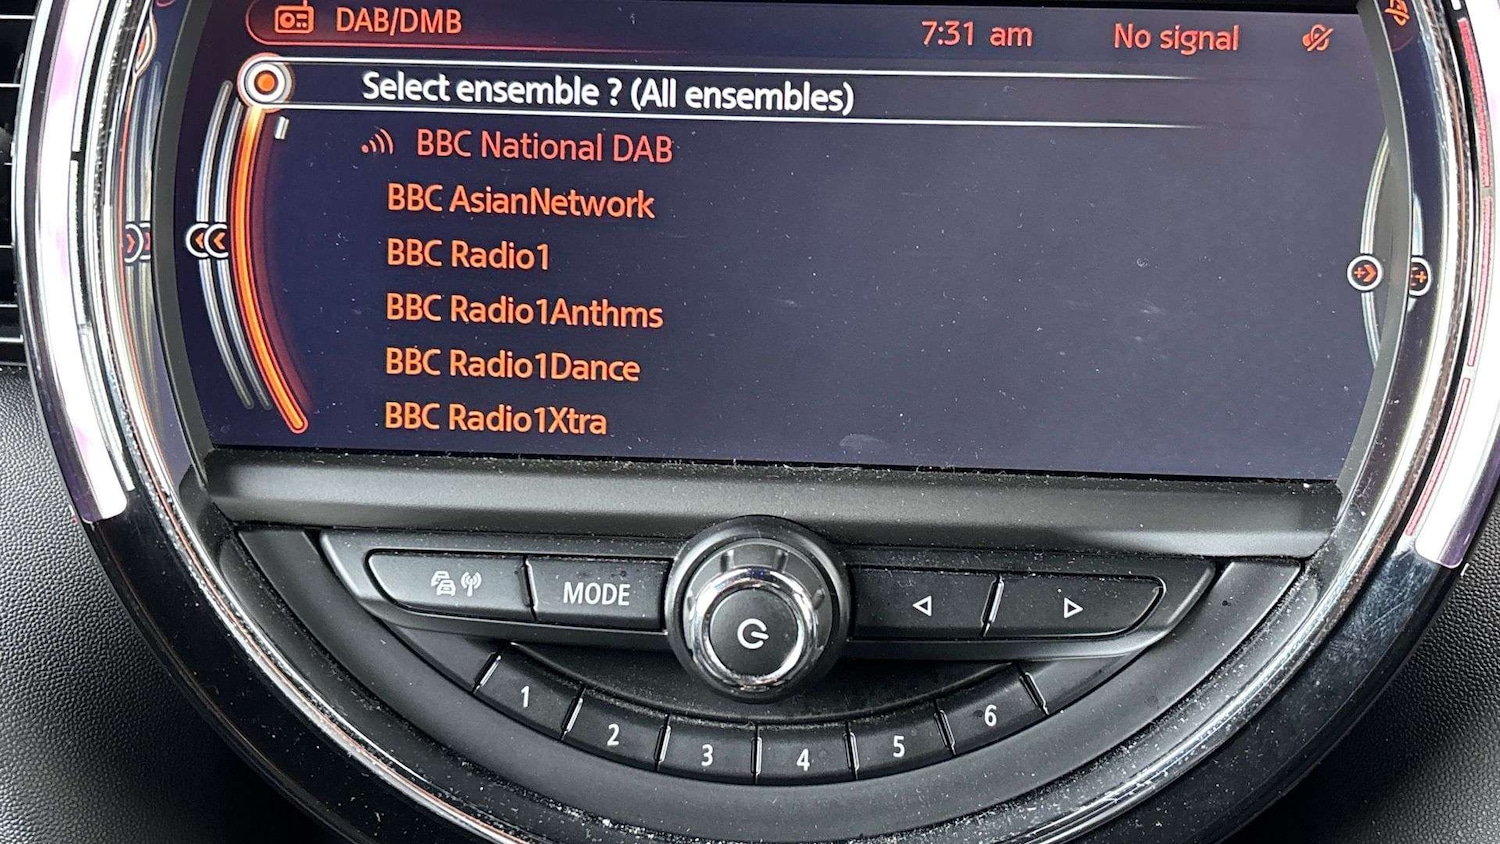 DAB/DMB 7:31 am No signal
Select ensemble ? (All ensembles)
BBC National DAB
BBC AsianNetwork
BBC Radio1
BBC Radio1Anthms
BBC Radio1Dance
BBC Radio1Xtra
MODE
1 2 3 4 5 6